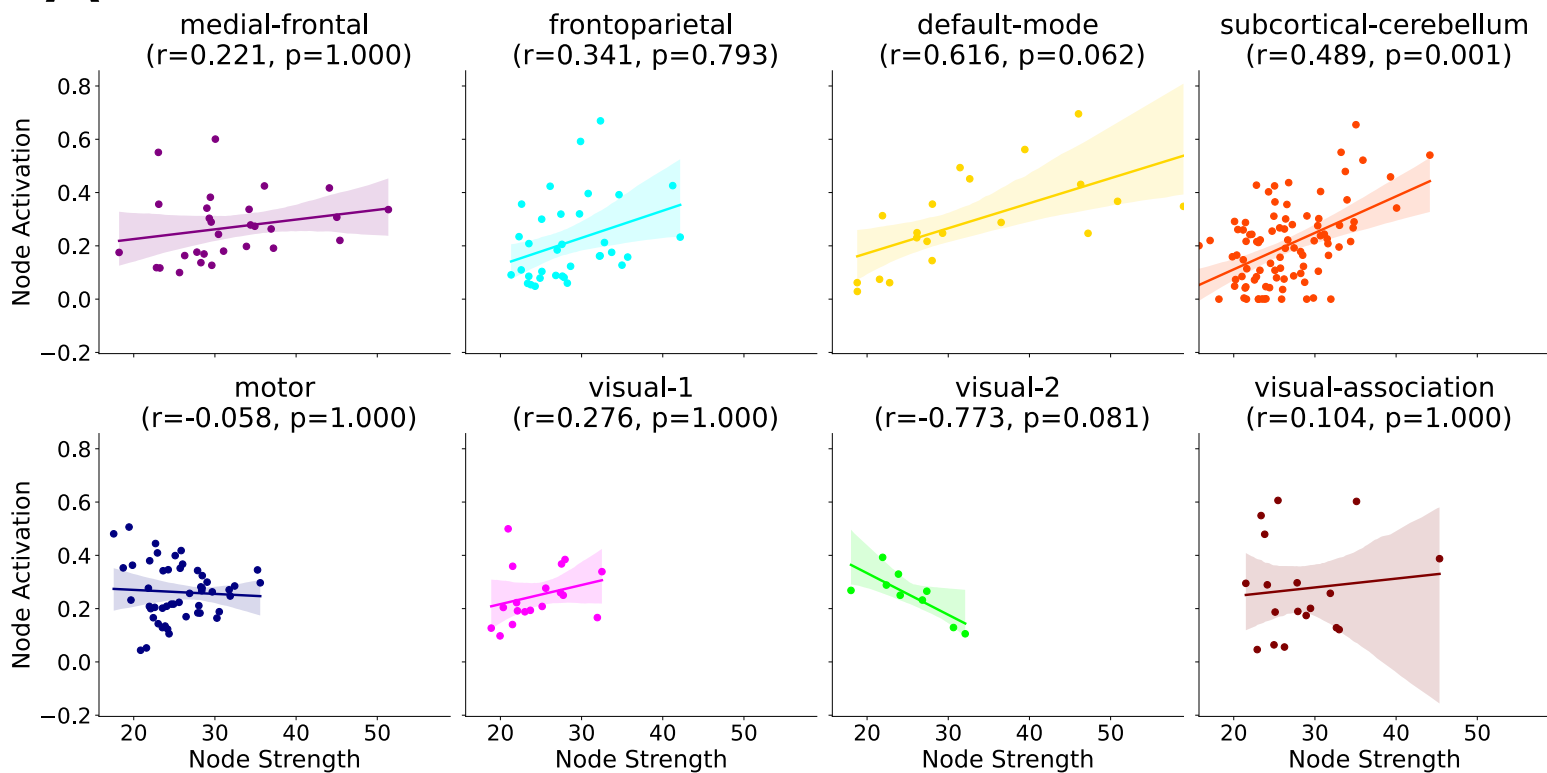 medial-frontal
(r=0.221, p=1.000)
frontoparietal
(r=0.341, p=0.793)
default-mode
(r=0.616, p=0.062)
subcortical-cerebellum
(r=0.489, p=0.001)
Node Activation
0.8
0.6
0.4
0.2
0.0
−0.2
motor
(r=-0.058, p=1.000)
visual-1
(r=0.276, p=1.000)
visual-2
(r=-0.773, p=0.081)
visual-association
(r=0.104, p=1.000)
Node Activation
0.8
0.6
0.4
0.2
0.0
−0.2
20 30 40 50
Node Strength
20 30 40 50
Node Strength
20 30 40 50
Node Strength
20 30 40 50
Node Strength